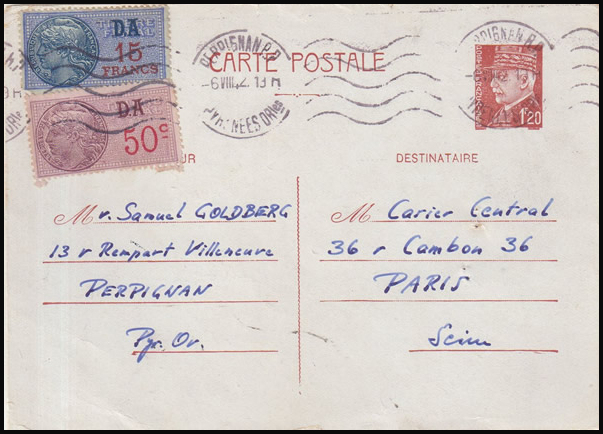 D.A
15
FRANCS
D.A
50c
PERPIGNAN R.P.
13 H
PYRENEES ORles
CARTE POSTALE
1f20
DESTINATAIRE
Mr. Samuel GOLDBERG
13 r Rempart Villeneuve
PERPIGNAN
Pyr. Or.
M Carier Central
36 r Cambon 36
PARIS
Seine